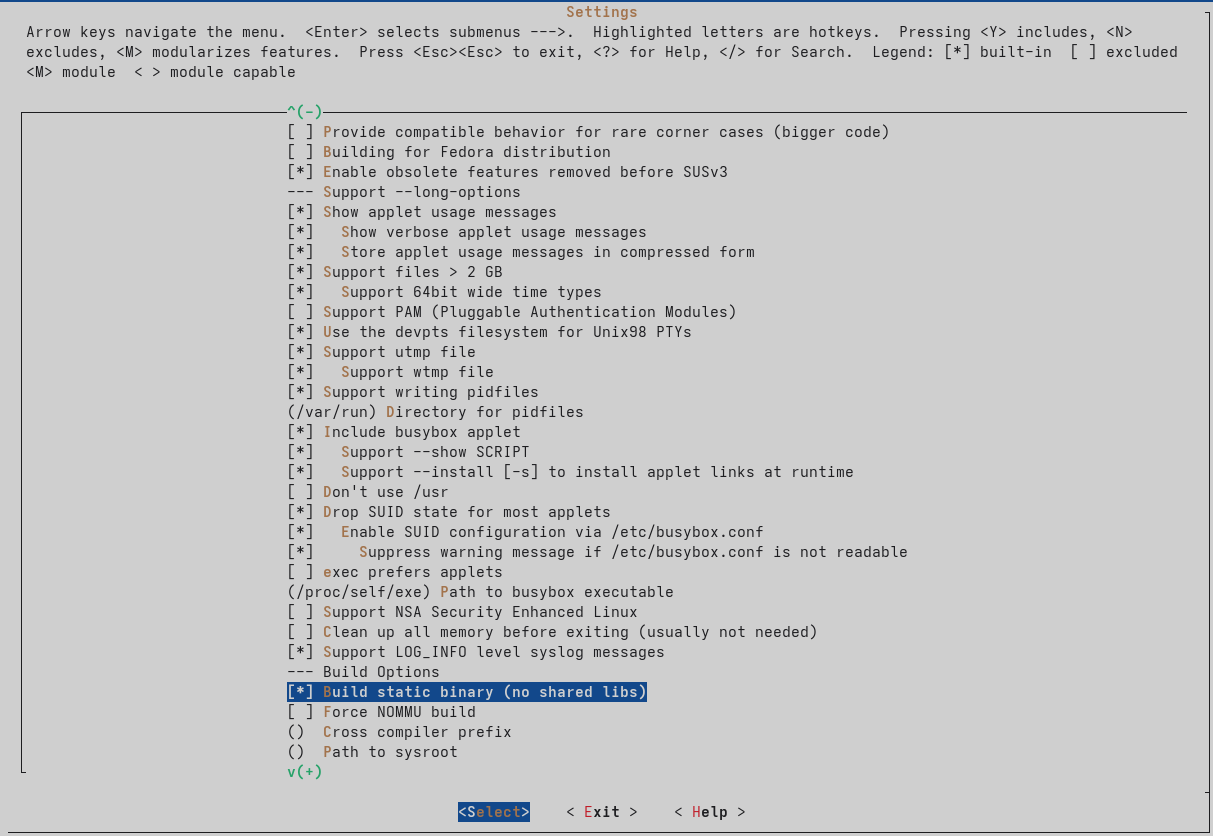 Settings
Arrow keys navigate the menu.  <Enter> selects submenus --->.  Highlighted letters are hotkeys.  Pressing <Y> includes, <N>
excludes, <M> modularizes features.  Press <Esc><Esc> to exit, <?> for Help, </> for Search.  Legend: [*] built-in  [ ] excluded
<M> module  < > module capable
^(-)
[ ] Provide compatible behavior for rare corner cases (bigger code)
[ ] Building for Fedora distribution
[*] Enable obsolete features removed before SUSv3
--- Support --long-options
[*] Show applet usage messages
[*]   Show verbose applet usage messages
[*]   Store applet usage messages in compressed form
[*] Support files > 2 GB
[*]   Support 64bit wide time types
[ ] Support PAM (Pluggable Authentication Modules)
[*] Use the devpts filesystem for Unix98 PTYs
[*] Support utmp file
[*]   Support wtmp file
[*] Support writing pidfiles
(/var/run) Directory for pidfiles
[*] Include busybox applet
[*]   Support --show SCRIPT
[*]   Support --install [-s] to install applet links at runtime
[ ] Don't use /usr
[*] Drop SUID state for most applets
[*]   Enable SUID configuration via /etc/busybox.conf
[*]     Suppress warning message if /etc/busybox.conf is not readable
[ ] exec prefers applets
(/proc/self/exe) Path to busybox executable
[ ] Support NSA Security Enhanced Linux
[ ] Clean up all memory before exiting (usually not needed)
[*] Support LOG_INFO level syslog messages
--- Build Options
[*] Build static binary (no shared libs)
[ ] Force NOMMU build
()  Cross compiler prefix
()  Path to sysroot
v(+)
<Select>    < Exit >    < Help >